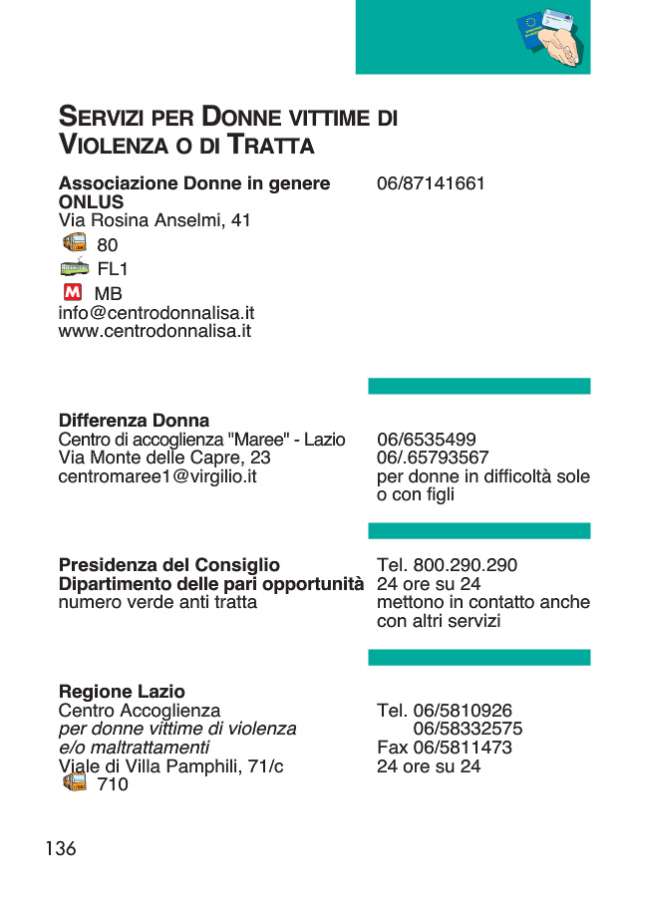 SERVIZI PER DONNE VITTIME DI
VIOLENZA O DI TRATTA
Associazione Donne in genere 06/87141661
ONLUS
Via Rosina Anselmi, 41
80
FL1
M MB
info@centrodonnalisa.it
www.centrodonnalisa.it
Differenza Donna
Centro di accoglienza "Maree" - Lazio 06/6535499
Via Monte delle Capre, 23 06/.65793567
centromaree1@virgilio.it per donne in difficoltà sole
o con figli
Presidenza del Consiglio Tel. 800.290.290
Dipartimento delle pari opportunità 24 ore su 24
numero verde anti tratta mettono in contatto anche
con altri servizi
Regione Lazio
Centro Accoglienza Tel. 06/5810926
per donne vittime di violenza 06/58332575
e/o maltrattamenti Fax 06/5811473
Viale di Villa Pamphili, 71/c 24 ore su 24
710
136